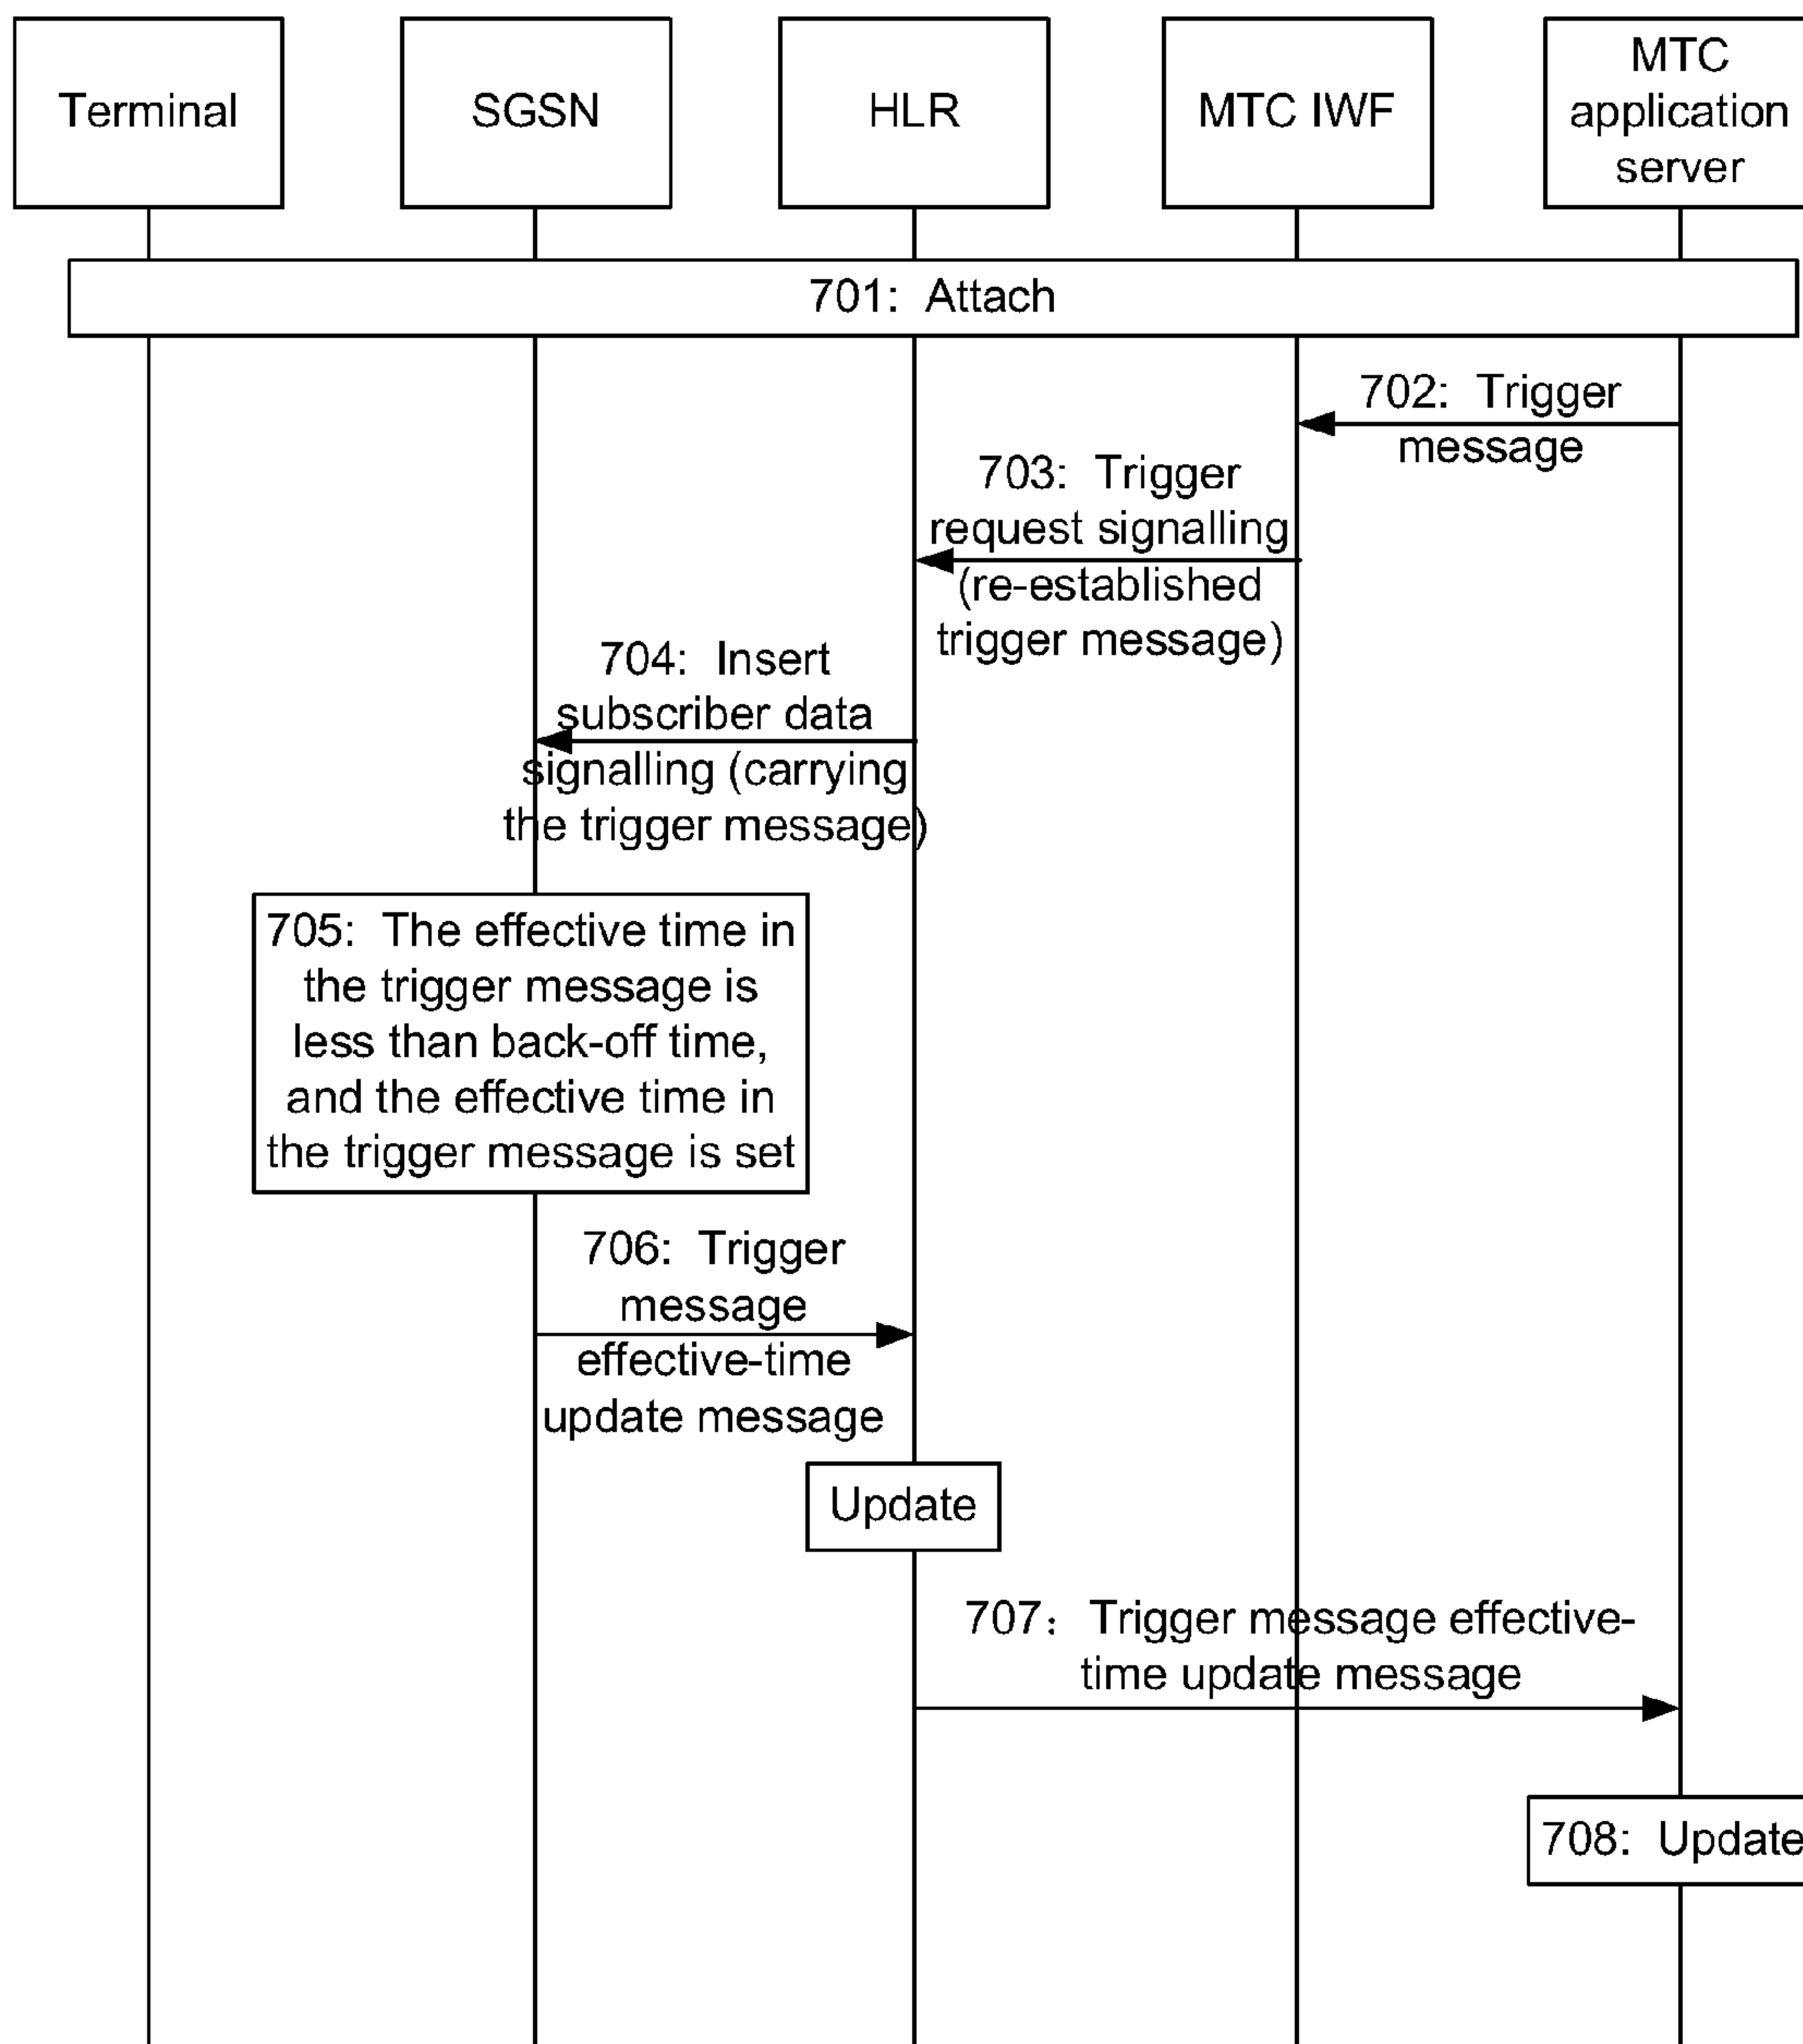 Terminal
SGSN
HLR
MTC IWF
MTC
application
server
701: Attach
702: Trigger
message
703: Trigger
request signalling
(re-established
trigger message)
704: Insert
subscriber data
signalling (carrying
the trigger message)
705: The effective time in
the trigger message is
less than back-off time,
and the effective time in
the trigger message is set
706: Trigger
message
effective-time
update message
Update
707: Trigger message effective-
time update message
708: Update